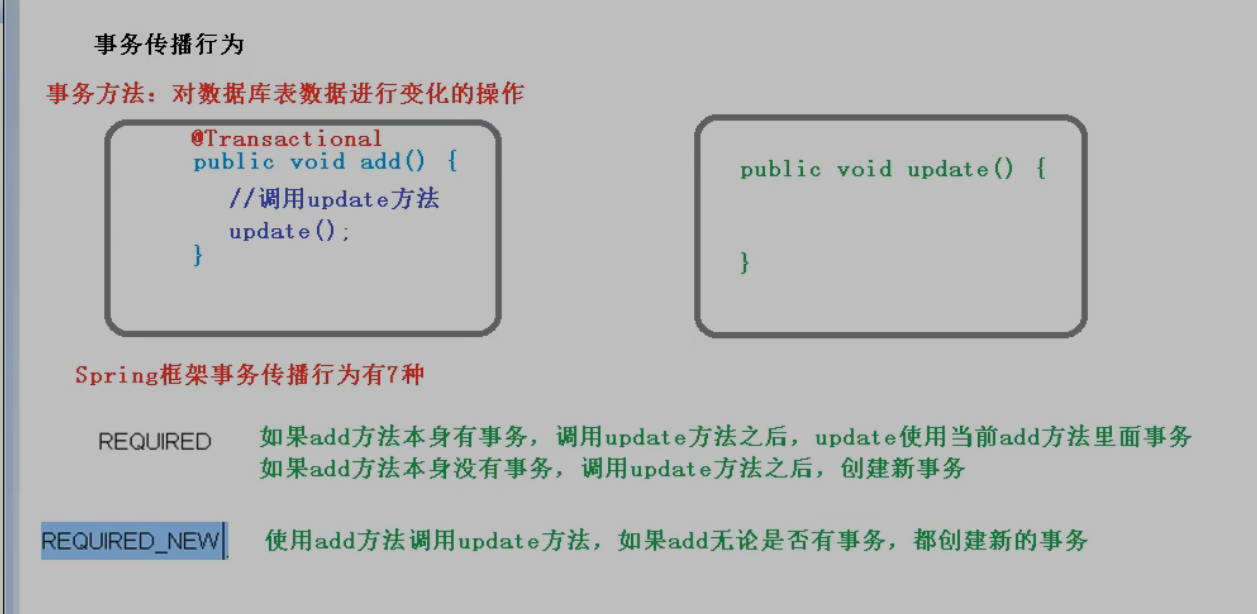 事务传播行为
事务方法：对数据库表数据进行变化的操作
@Transactional
public void add() {
//调用update方法
update();
}
public void update() {
}
Spring框架事务传播行为有7种
REQUIRED
如果add方法本身有事务，调用update方法之后，update使用当前add方法里面事务
如果add方法本身没有事务，调用update方法之后，创建新事务
REQUIRED_NEW
使用add方法调用update方法，如果add无论是否有事务，都创建新的事务